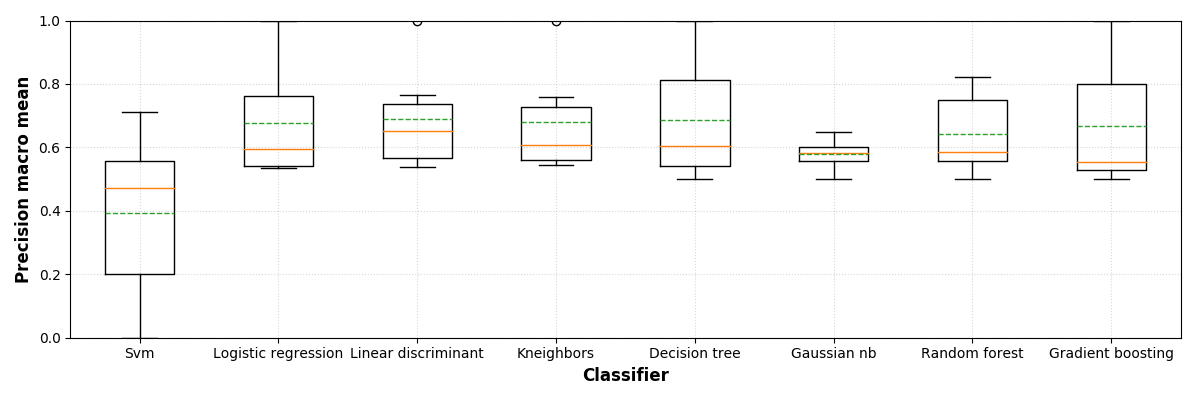 Precision macro mean
1.0
0.8
0.6
0.4
0.2
0.0
Svm Logistic regression Linear discriminant Kneighbors Decision tree Gaussian nb Random forest Gradient boosting
Classifier